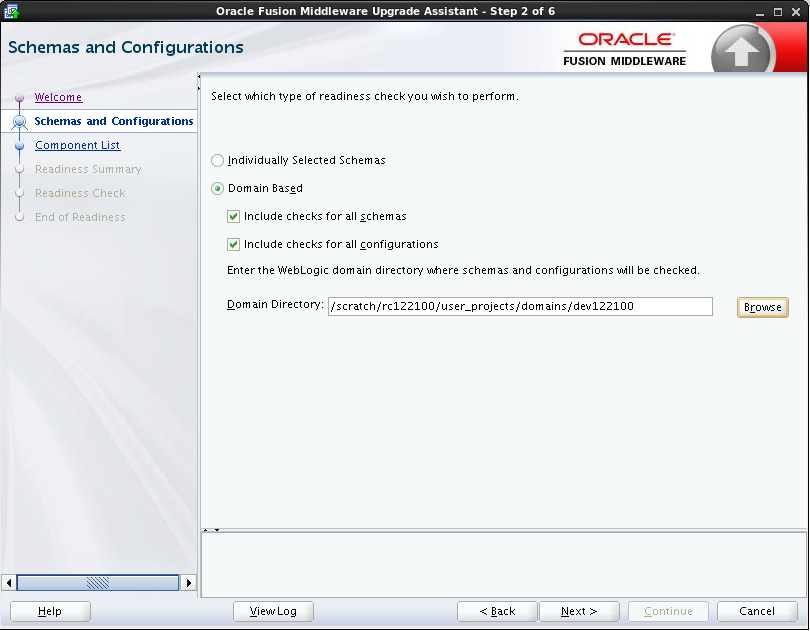 Oracle Fusion Middleware Upgrade Assistant - Step 2 of 6
Schemas and Configurations
ORACLE
FUSION MIDDLEWARE
Welcome
Schemas and Configurations
Component List
Readiness Summary
Readiness Check
End of Readiness
Select which type of readiness check you wish to perform.
Individually Selected Schemas
Domain Based
Include checks for all schemas
Include checks for all configurations
Enter the WebLogic domain directory where schemas and configurations will be checked.
Domain Directory: /scratch/rc122100/user_projects/domains/dev122100 Browse
Help View Log < Back Next > Continue Cancel